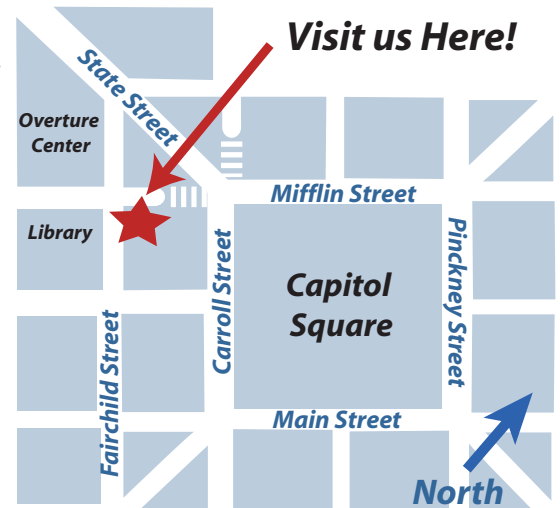 Visit us Here!
State Street
Overture
Center
Mifflin Street
Library
Carroll Street
Capitol
Square
Pinckney Street
Fairchild Street
Main Street
North